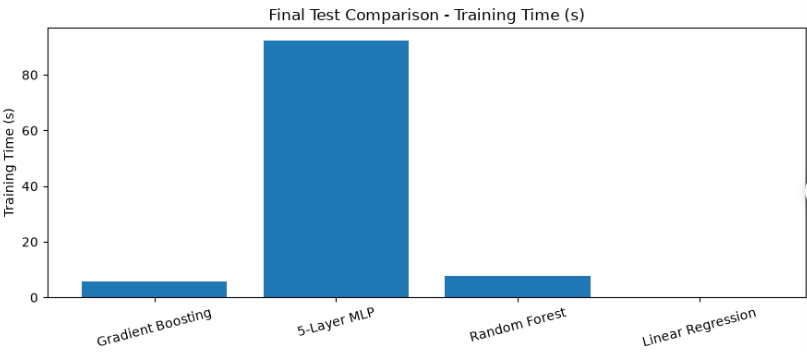 Final Test Comparison - Training Time (s)
Training Time (s)
80
60
40
20
0
Gradient Boosting
5-Layer MLP
Random Forest
Linear Regression